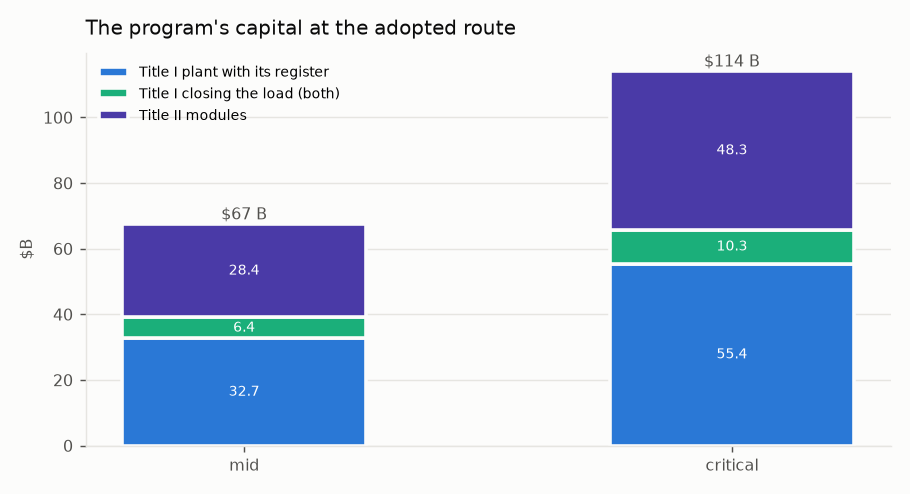 The program's capital at the adopted route
Title I plant with its register
Title I closing the load (both)
Title II modules
$B
100
80
60
40
20
0
$67 B
28.4
6.4
32.7
$114 B
48.3
10.3
55.4
mid
critical